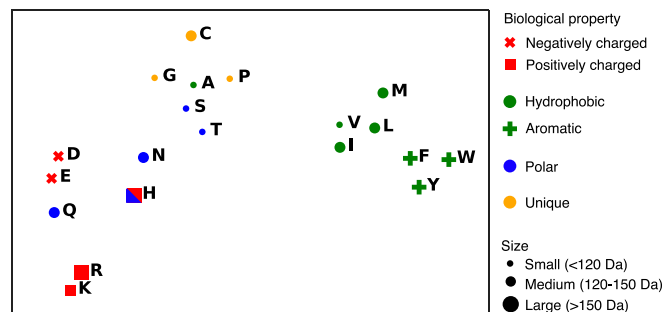 Biological property
Negatively charged
Positively charged
Hydrophobic
Aromatic
Polar
Unique
Size
Small (<120 Da)
Medium (120-150 Da)
Large (>150 Da)
C
G A P
S
T
M
V L
I
F W
Y
D N
E
H
Q
R
K